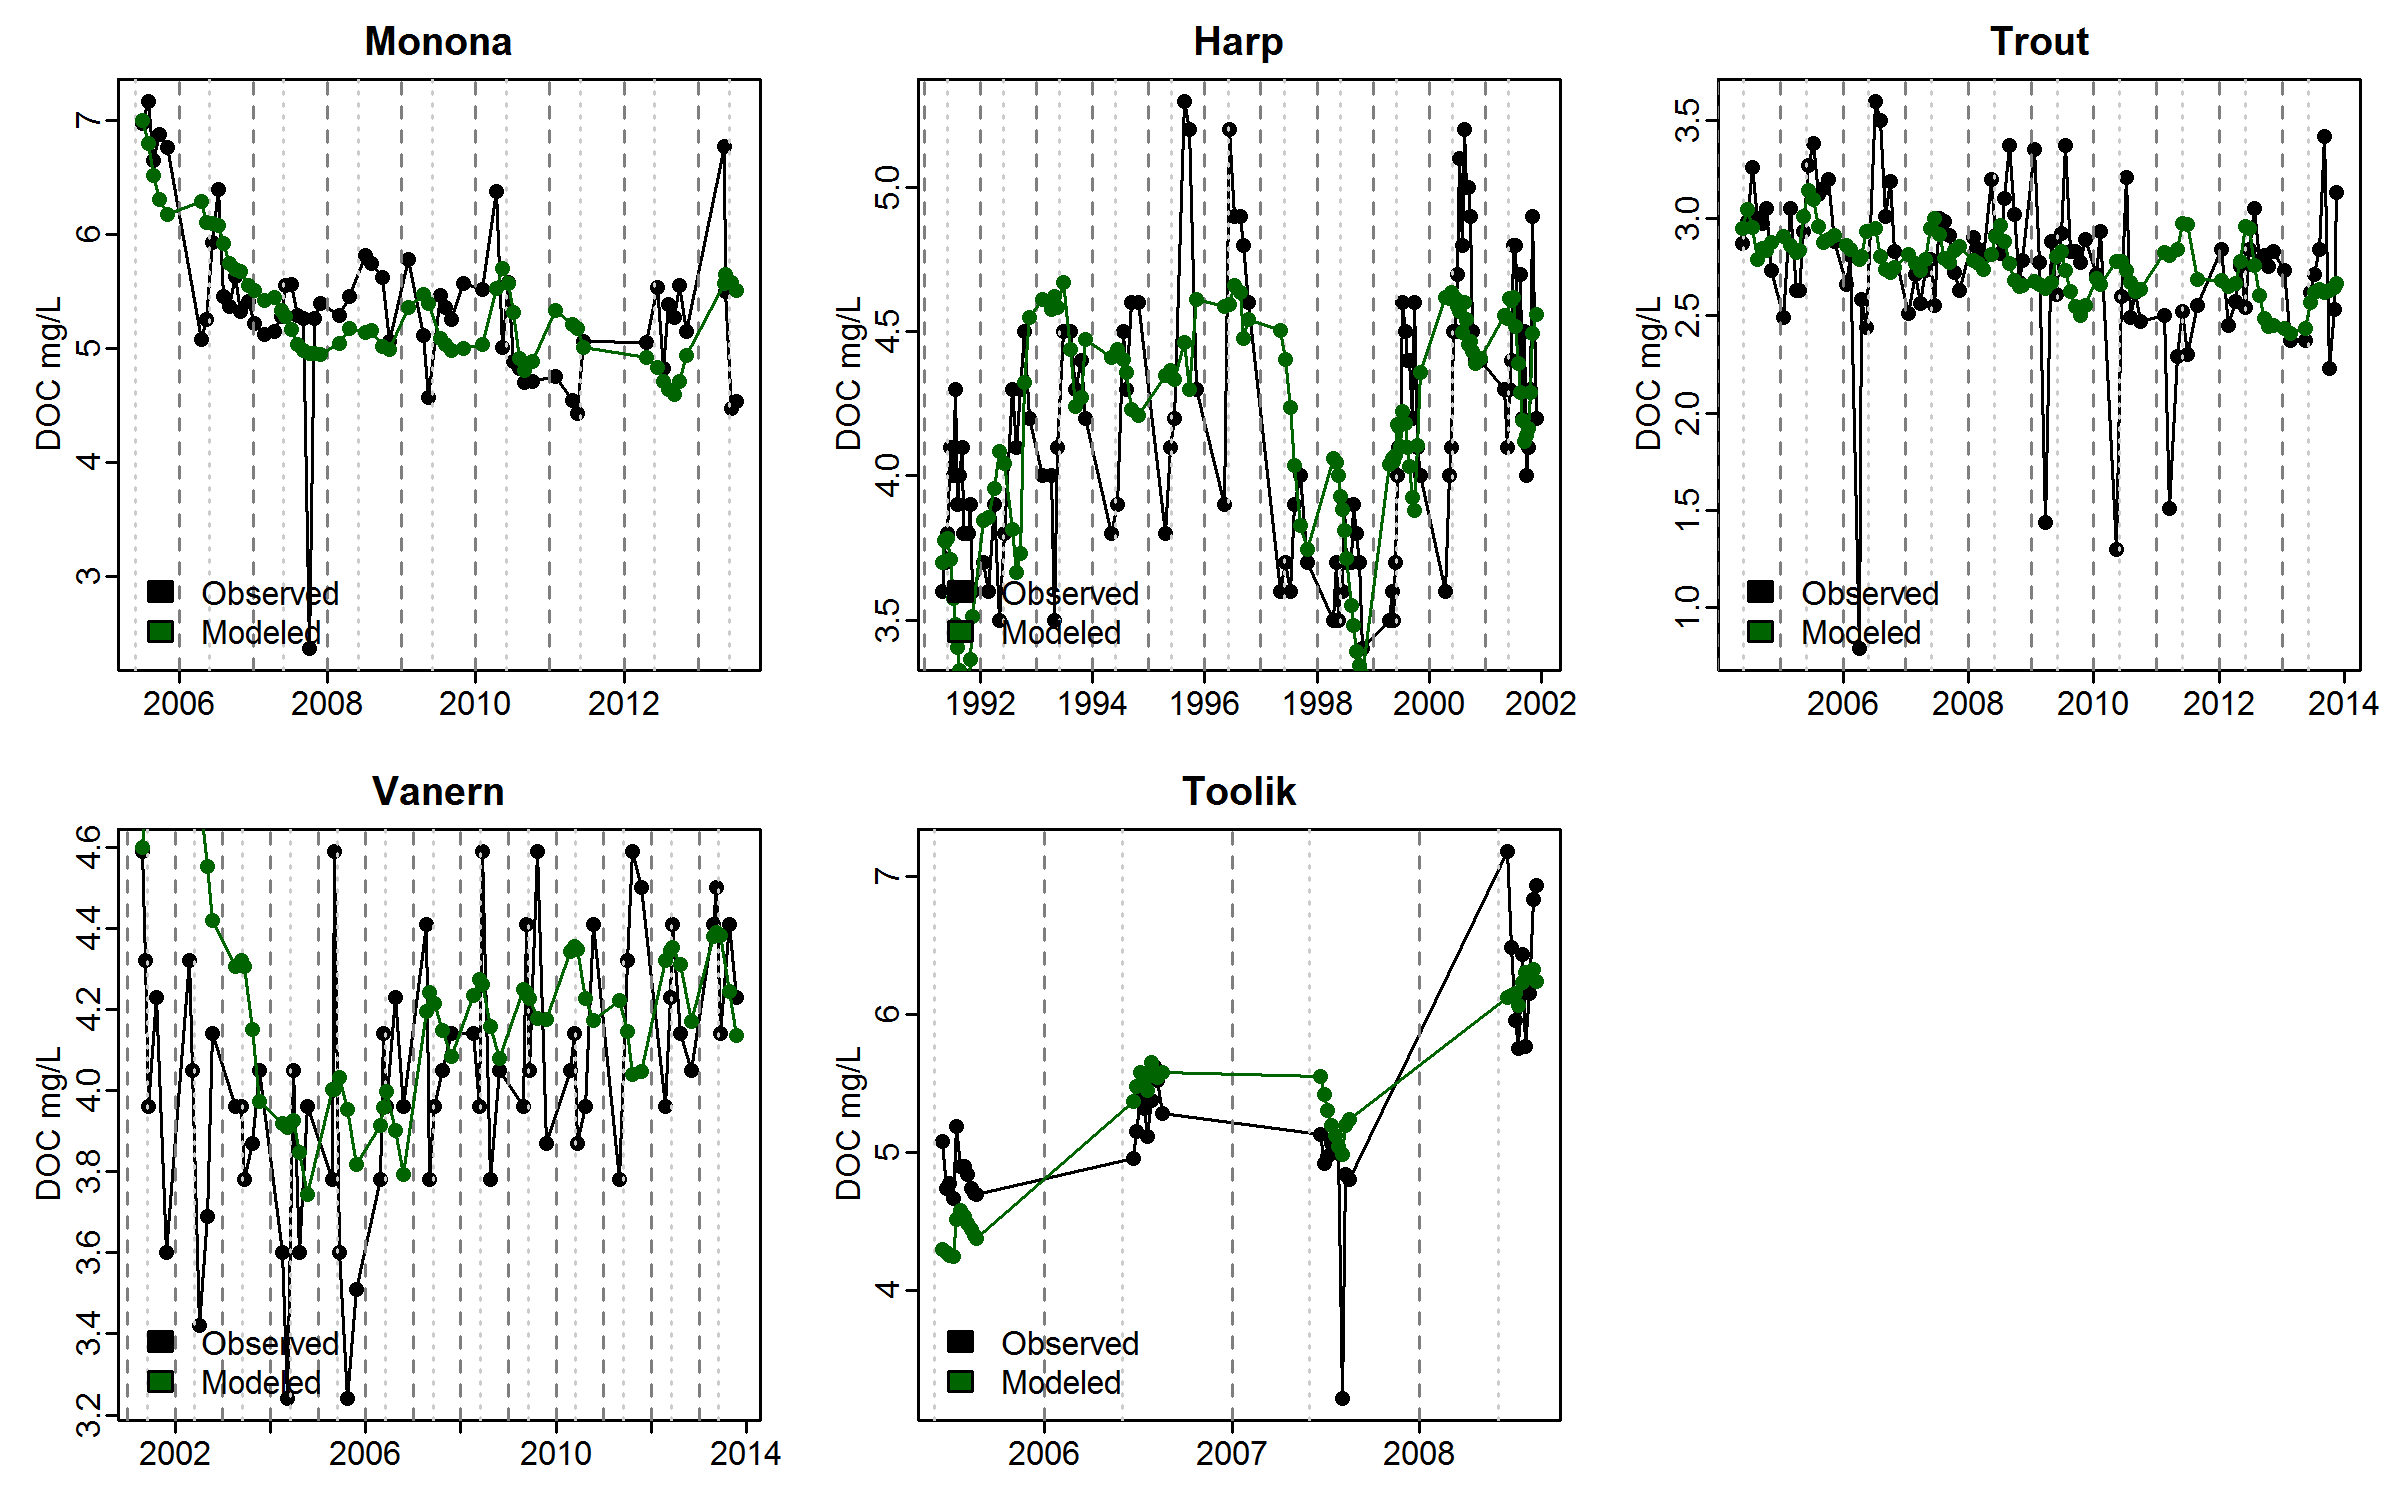 Monona
DOC mg/L
7
6
5
4
3
Observed
Modeled
2006 2008 2010 2012
Harp
DOC mg/L
5.0
4.5
4.0
3.5
Observed
Modeled
1992 1994 1996 1998 2000 2002
Trout
DOC mg/L
3.5
3.0
2.5
2.0
1.5
1.0
Observed
Modeled
2006 2008 2010 2012 2014
Vanern
DOC mg/L
4.6
4.4
4.2
4.0
3.8
3.6
3.4
3.2
Observed
Modeled
2002 2006 2010 2014
Toolik
DOC mg/L
7
6
5
4
Observed
Modeled
2006 2007 2008